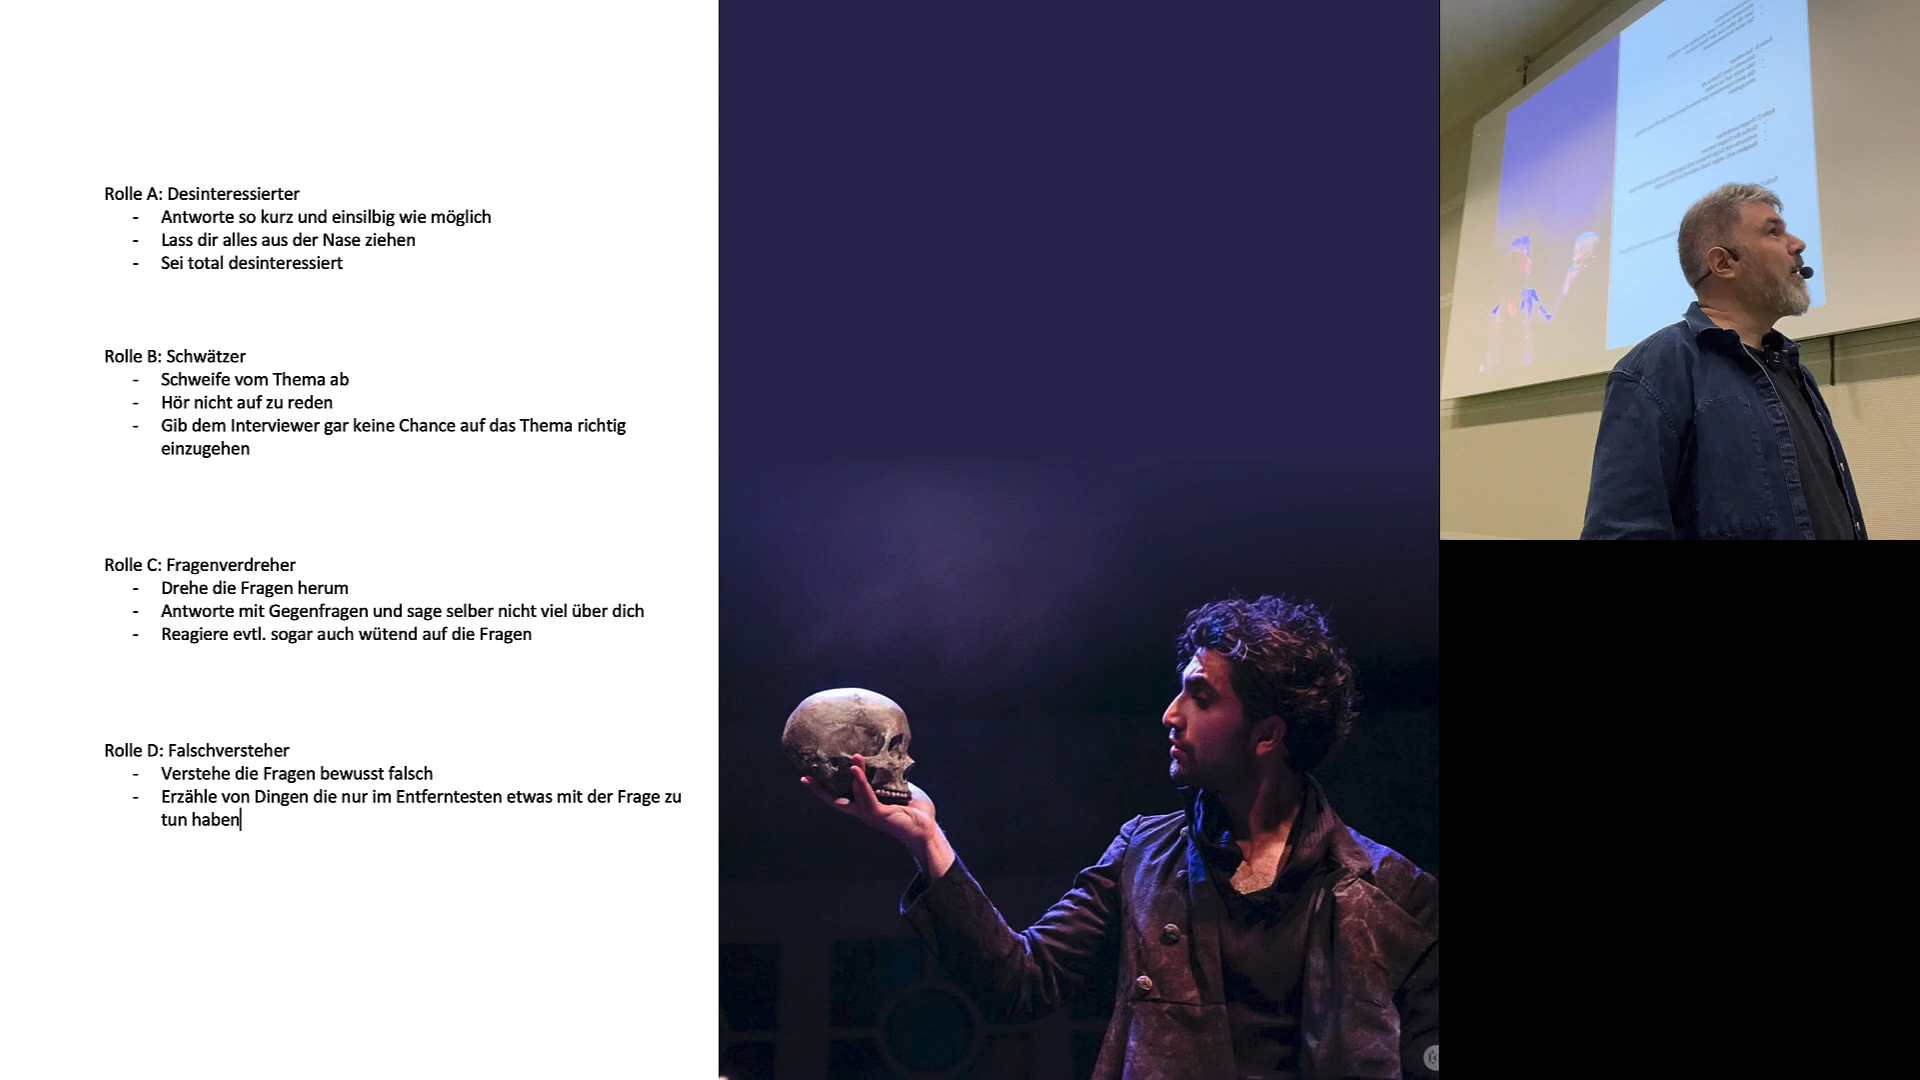 Rolle A: Desinteressierter
- Antworte so kurz und einsilbig wie möglich
- Lass dir alles aus der Nase ziehen
- Sei total desinteressiert
Rolle B: Schwätzer
- Schweife vom Thema ab
- Hör nicht auf zu reden
- Gib dem Interviewer gar keine Chance auf das Thema richtig
einzugehen
Rolle C: Fragenverdreher
- Drehe die Fragen herum
- Antworte mit Gegenfragen und sage selber nicht viel über dich
- Reagiere evtl. sogar auch wütend auf die Fragen
Rolle D: Falschversteher
- Verstehe die Fragen bewusst falsch
- Erzähle von Dingen die nur im Entferntesten etwas mit der Frage zu
tun haben